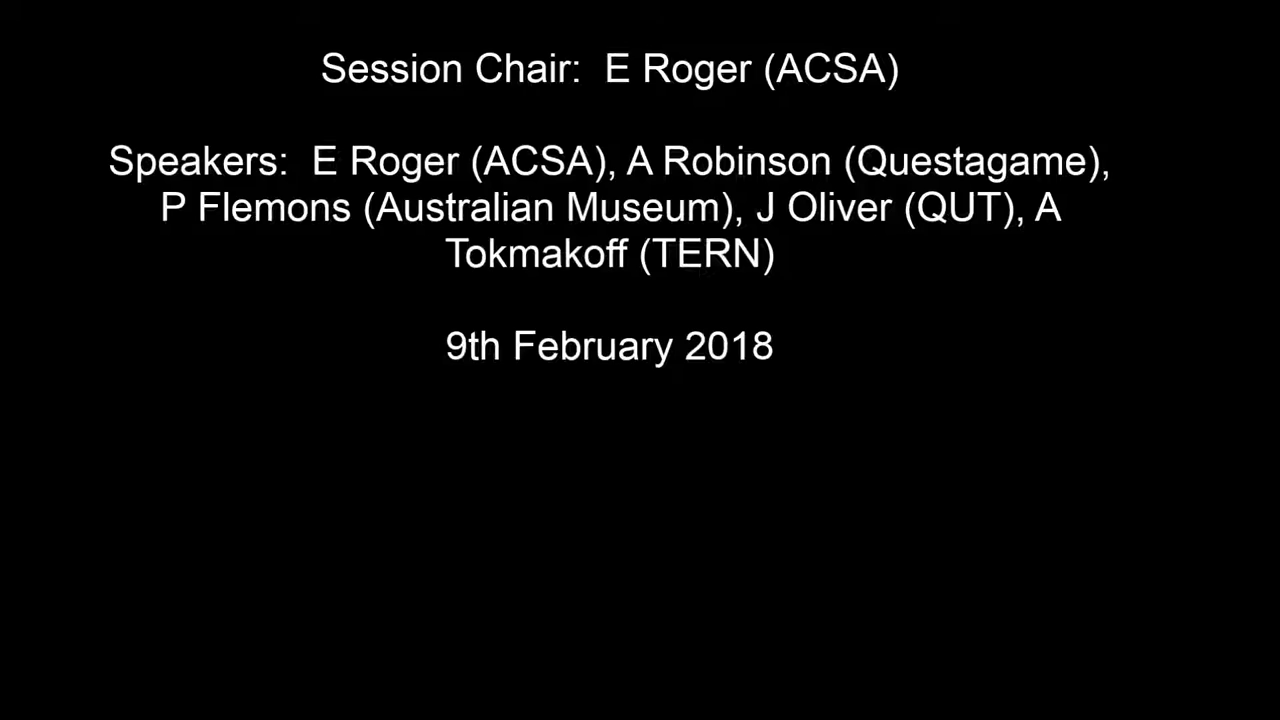 Session Chair:  E Roger (ACSA)
Speakers:  E Roger (ACSA), A Robinson (Questagame),
P Flemons (Australian Museum), J Oliver (QUT), A
Tokmakoff (TERN)
9th February 2018